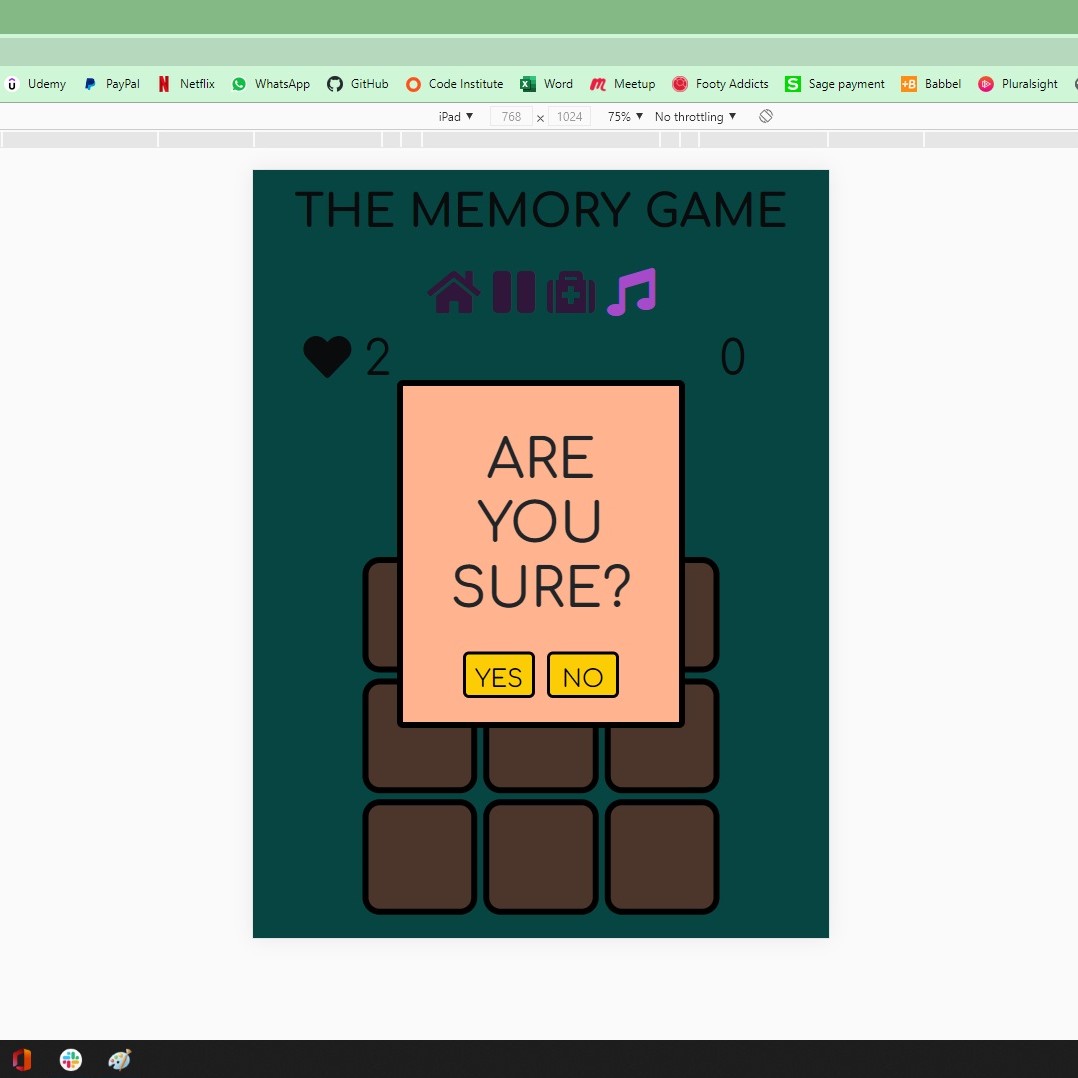 Udemy PayPal Netflix WhatsApp GitHub Code Institute Word Meetup Footy Addicts Sage payment Babbel Pluralsight
iPad 768 x 1024 75% No throttling
THE MEMORY GAME
2 0
ARE
YOU
SURE?
YES NO